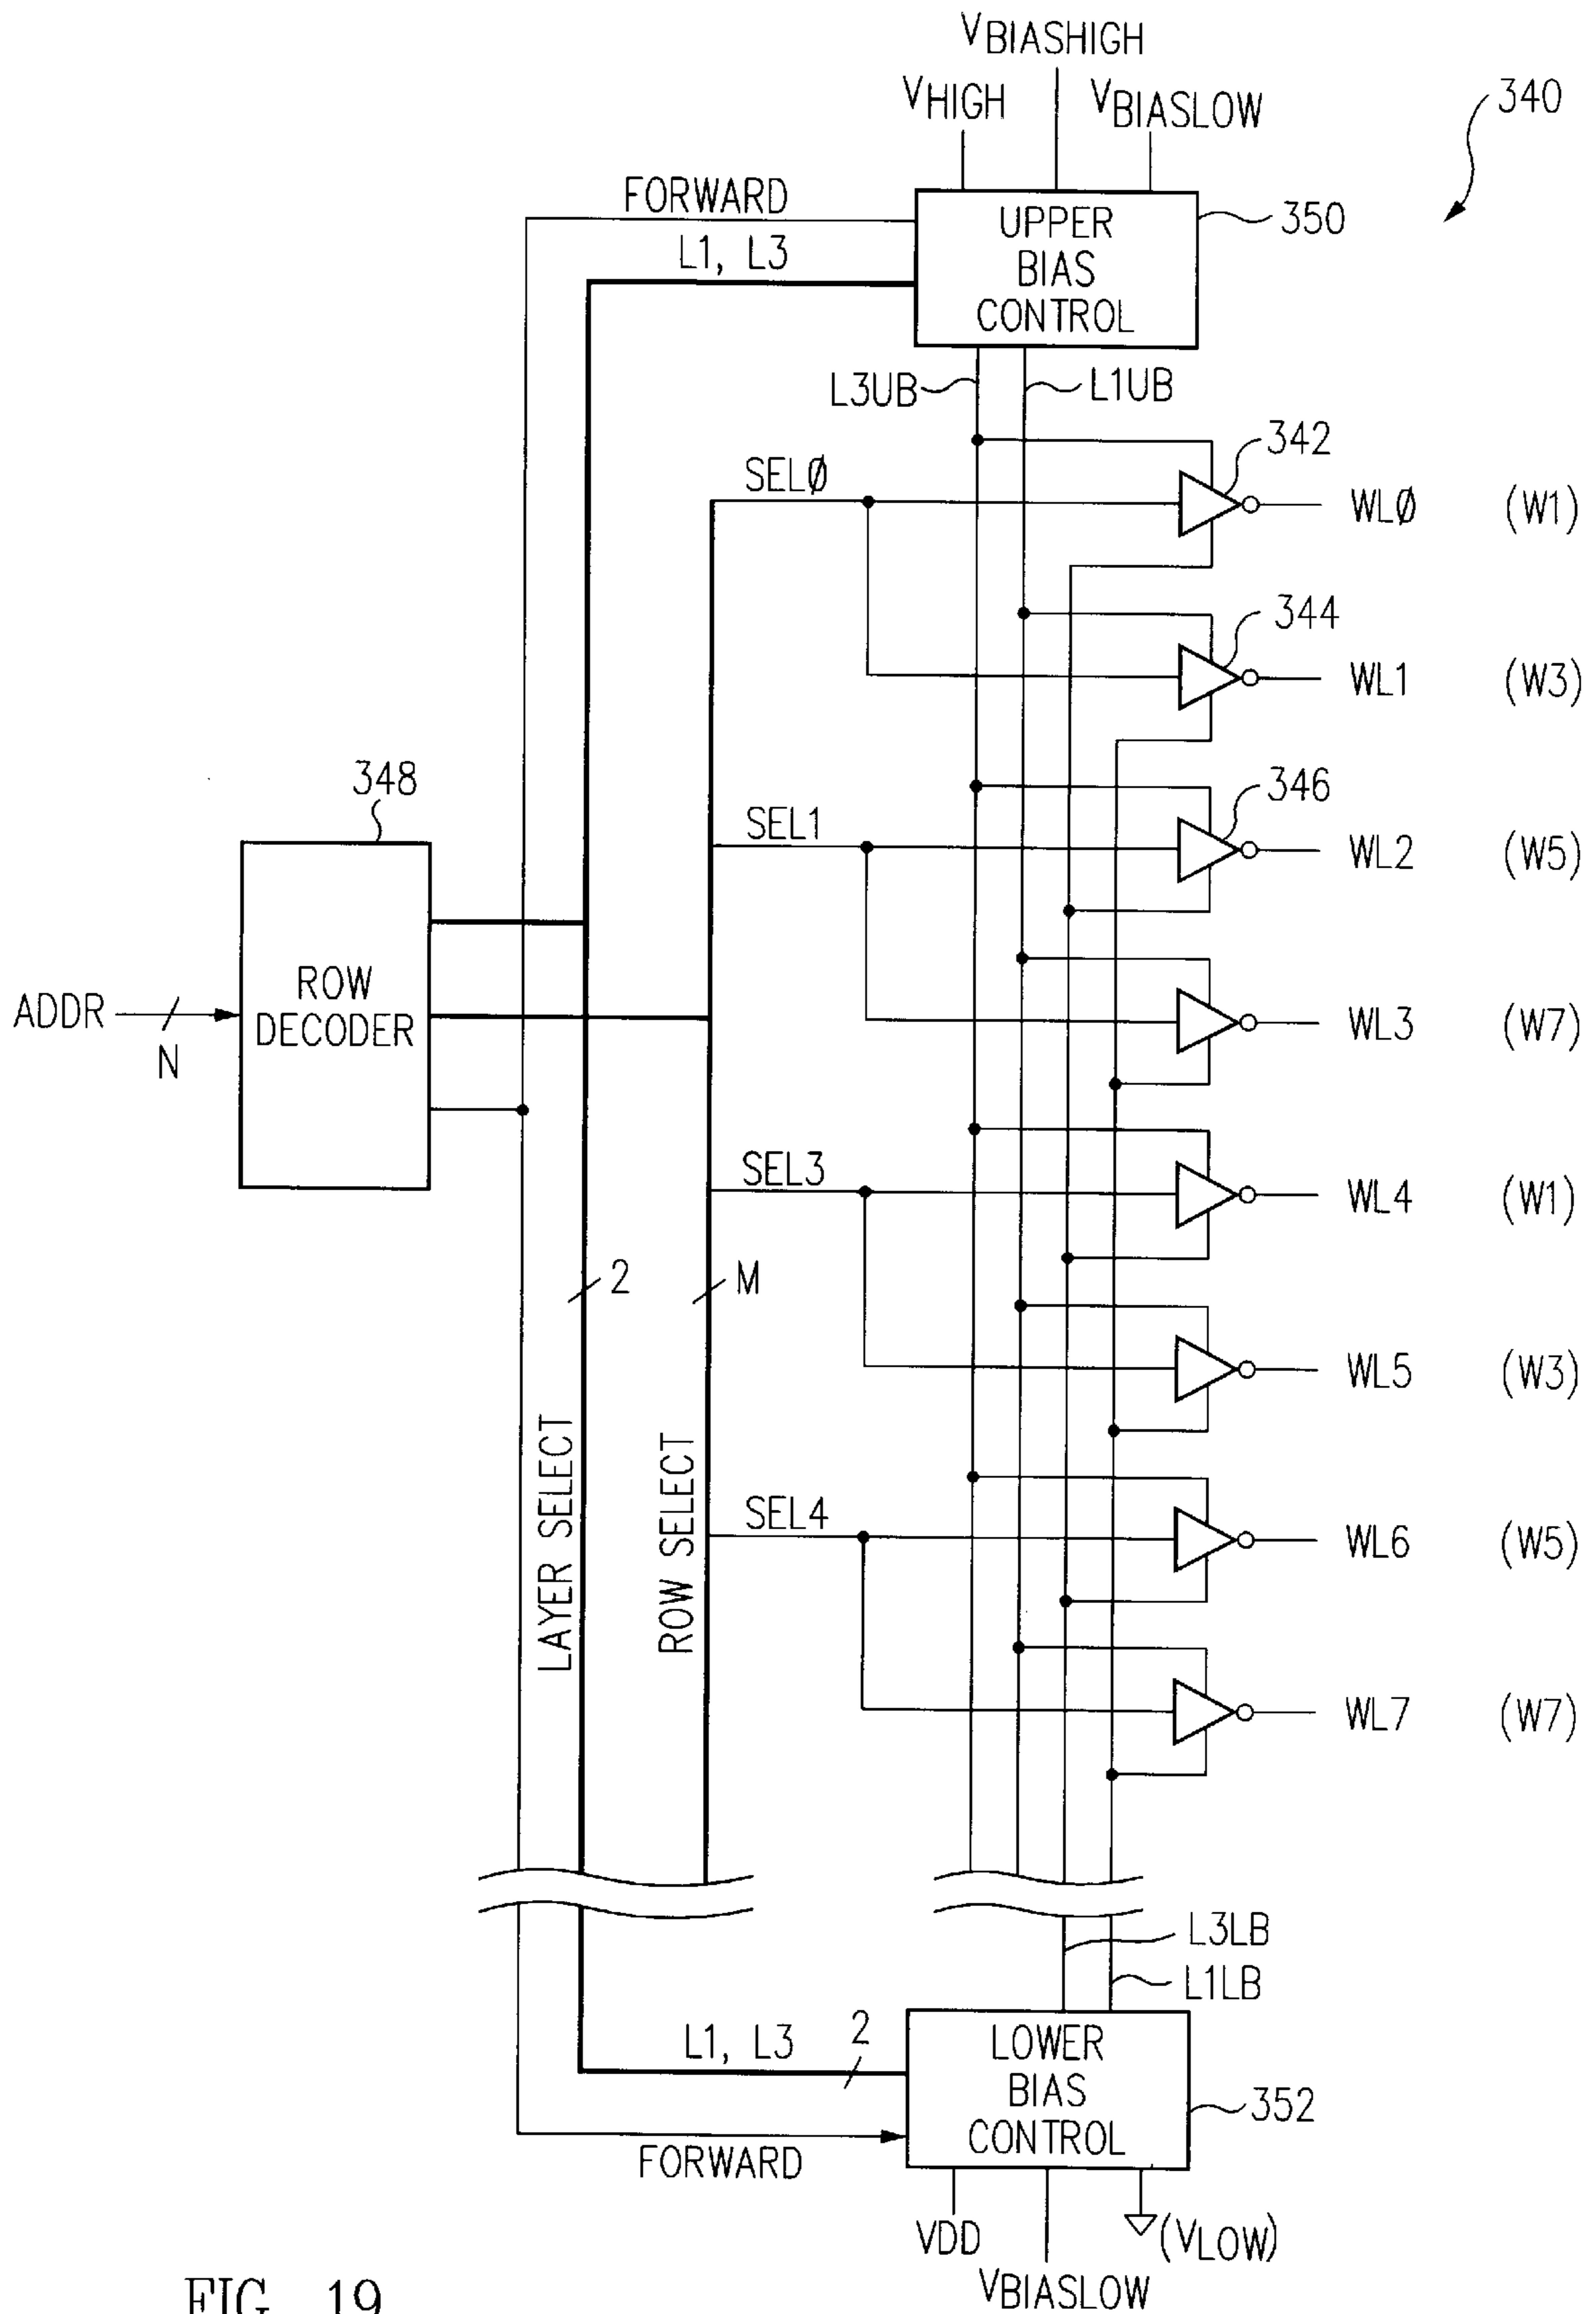 VBIASHIGH
VHIGH
VBIASLOW
340
FORWARD
L1, L3
UPPER
BIAS
CONTROL
350
L3UB
L1UB
342
SELØ
WLØ (W1)
344
WL1 (W3)
346
SEL1
WL2 (W5)
348
ROW
DECODER
ADDR
N
WL3 (W7)
SEL3
WL4 (W1)
2
M
WL5 (W3)
LAYER SELECT
ROW SELECT
SEL4
WL6 (W5)
WL7 (W7)
L3LB
L1LB
L1, L3
2
LOWER
BIAS
CONTROL
352
FORWARD
VDD
VBIASLOW
(VLOW)
FIG. 19